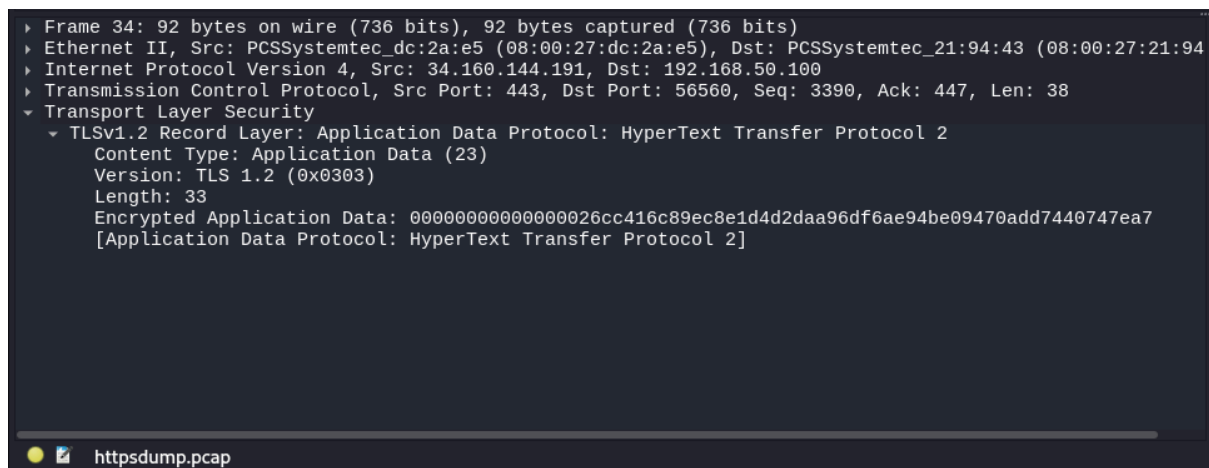 Frame 34: 92 bytes on wire (736 bits), 92 bytes captured (736 bits)
Ethernet II, Src: PCSSystemtec_dc:2a:e5 (08:00:27:dc:2a:e5), Dst: PCSSystemtec_21:94:43 (08:00:27:21:94
Internet Protocol Version 4, Src: 34.160.144.191, Dst: 192.168.50.100
Transmission Control Protocol, Src Port: 443, Dst Port: 56560, Seq: 3390, Ack: 447, Len: 38
Transport Layer Security
TLSv1.2 Record Layer: Application Data Protocol: HyperText Transfer Protocol 2
Content Type: Application Data (23)
Version: TLS 1.2 (0x0303)
Length: 33
Encrypted Application Data: 00000000000000026cc416c89ec8e1d4d2daa96df6ae94be09470add7440747ea7
[Application Data Protocol: HyperText Transfer Protocol 2]
httpsdump.pcap